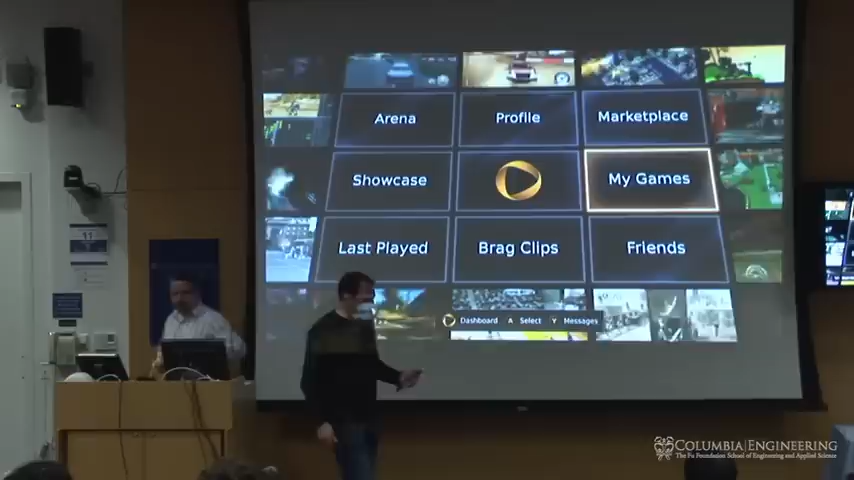 Arena
Profile
Marketplace
Showcase
My Games
Last Played
Brag Clips
Friends
Dashboard A Select Y Messages
11
COLUMBIA ENGINEERING
The Fu Foundation School of Engineering and Applied Science